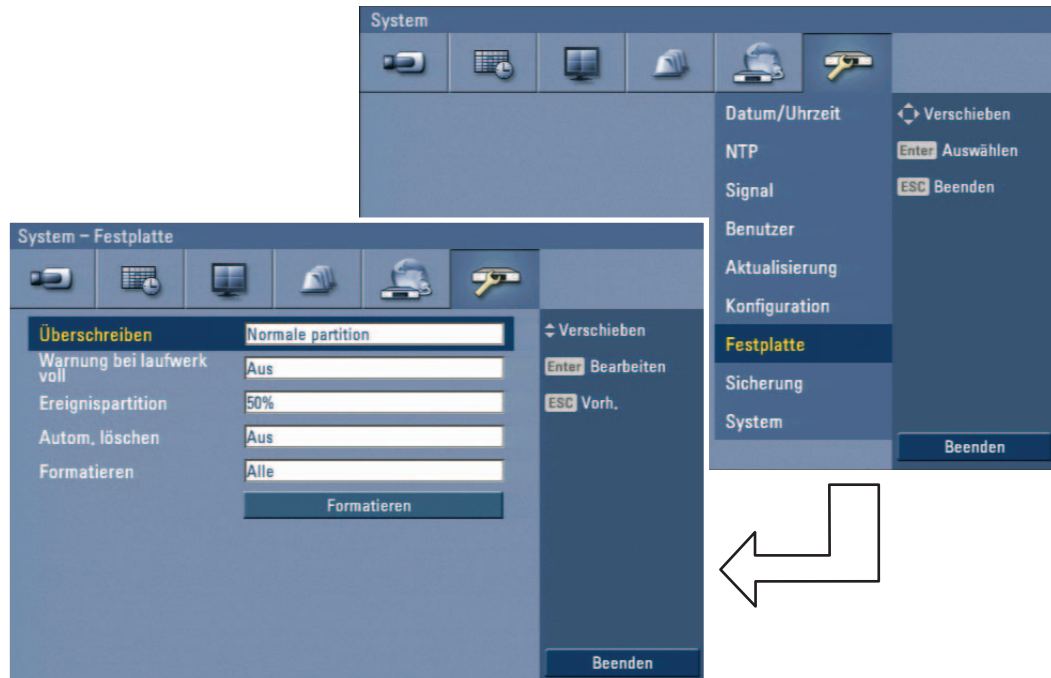 System
Datum/Uhrzeit
NTP
Signal
Benutzer
Aktualisierung
Konfiguration
Festplatte
Sicherung
System
Verschieben
Enter Auswählen
ESC Beenden
Beenden
System – Festplatte
Überschreiben Normale partition
Warnung bei laufwerk
voll Aus
Ereignispartition 50%
Autom. löschen Aus
Formatieren Alle
Formatieren
Verschieben
Enter Bearbeiten
ESC Vorh.
Beenden